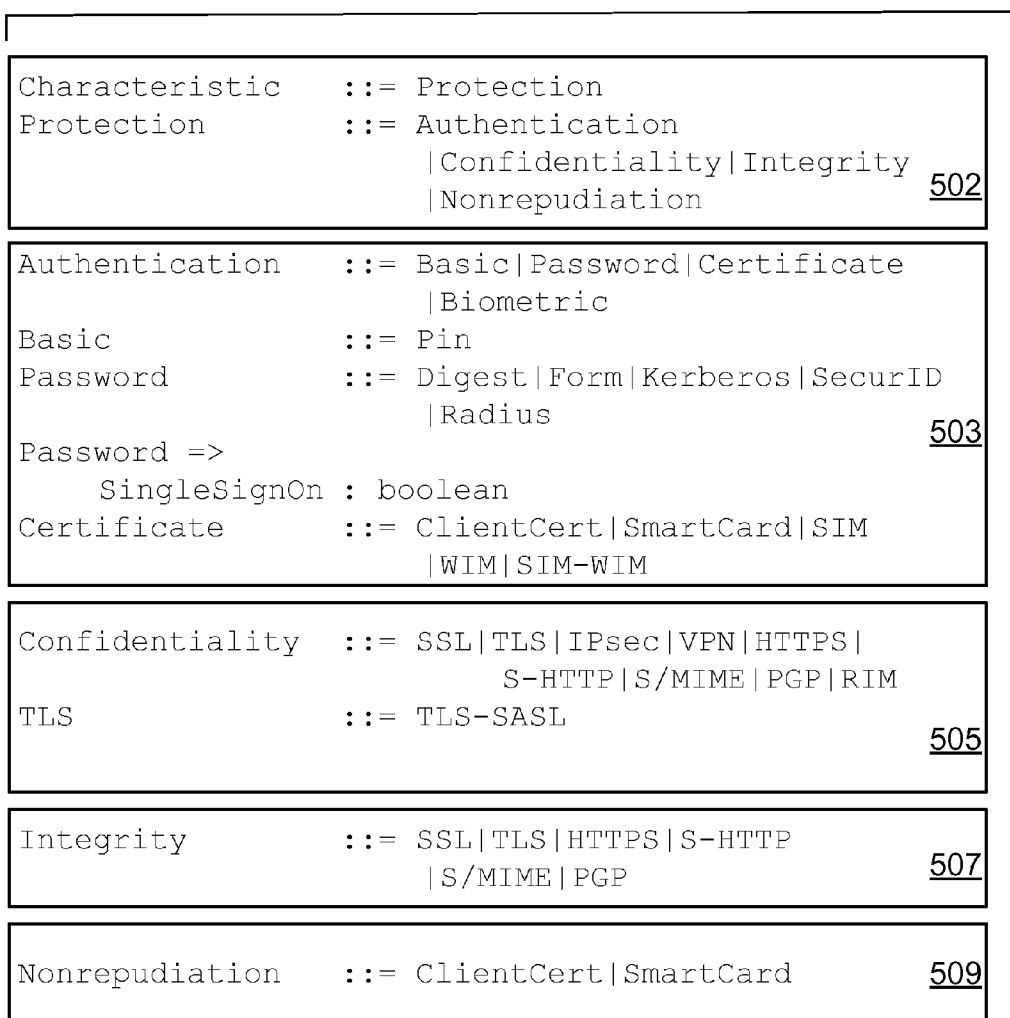 Characteristic ::= Protection
Protection ::= Authentication
|Confidentiality|Integrity
|Nonrepudiation
502
Authentication ::= Basic|Password|Certificate
|Biometric
Basic ::= Pin
Password ::= Digest|Form|Kerberos|SecurID
|Radius
503
Password =>
SingleSignOn : boolean
Certificate ::= ClientCert|SmartCard|SIM
|WIM|SIM-WIM
Confidentiality ::= SSL|TLS|IPsec|VPN|HTTPS|
S-HTTP|S/MIME|PGP|RIM
TLS ::= TLS-SASL
505
Integrity ::= SSL|TLS|HTTPS|S-HTTP
|S/MIME|PGP
507
Nonrepudiation ::= ClientCert|SmartCard 509